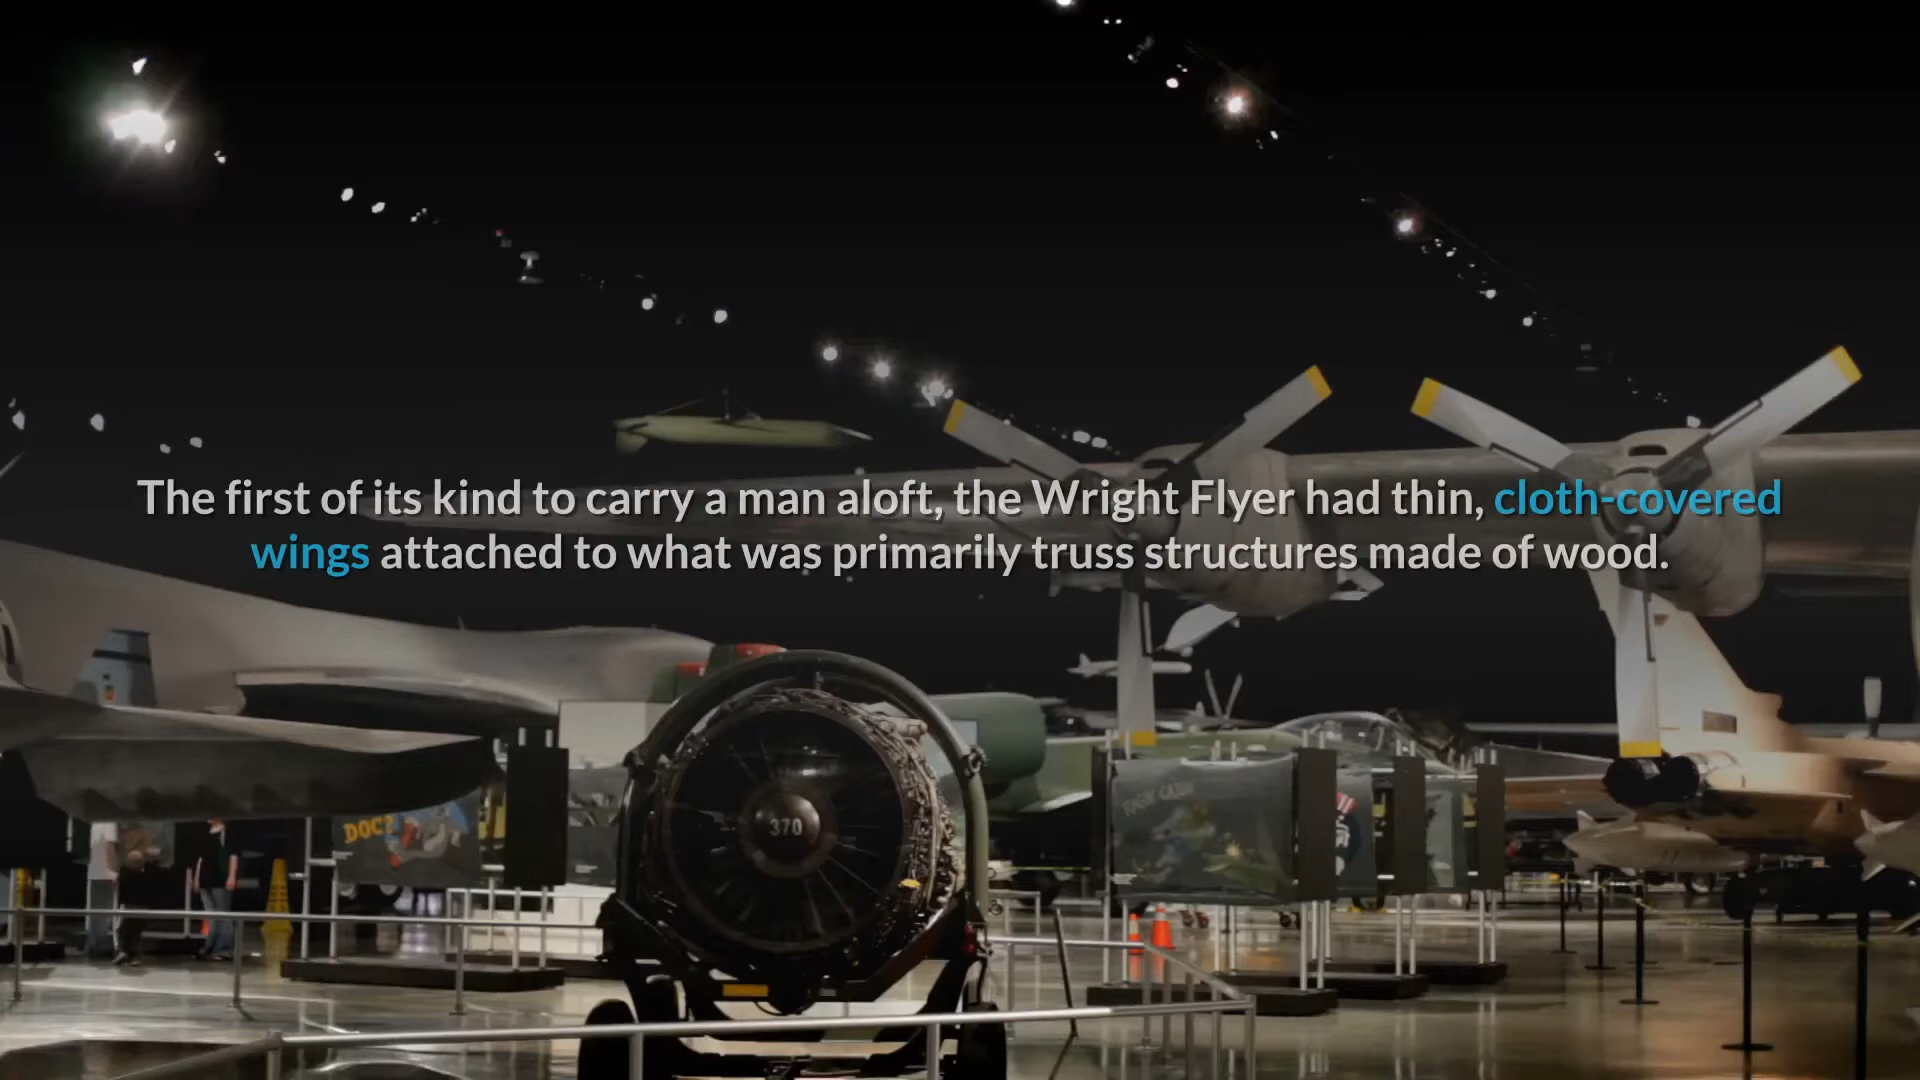 The first of its kind to carry a man aloft, the Wright Flyer had thin, cloth-covered
wings attached to what was primarily truss structures made of wood.
DOC?
370